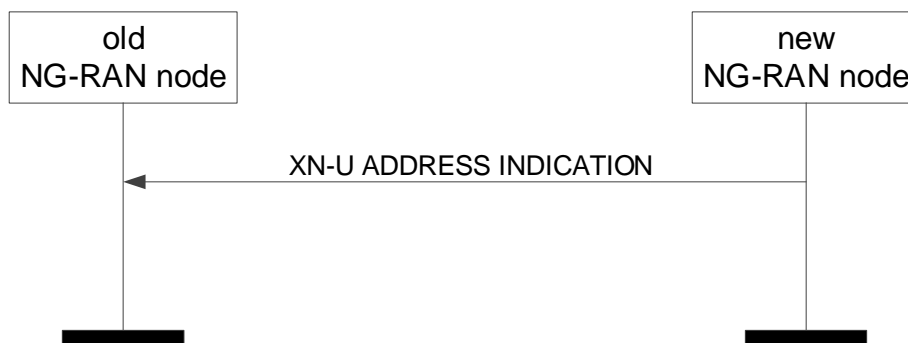 old
NG-RAN node
new
NG-RAN node
XN-U ADDRESS INDICATION